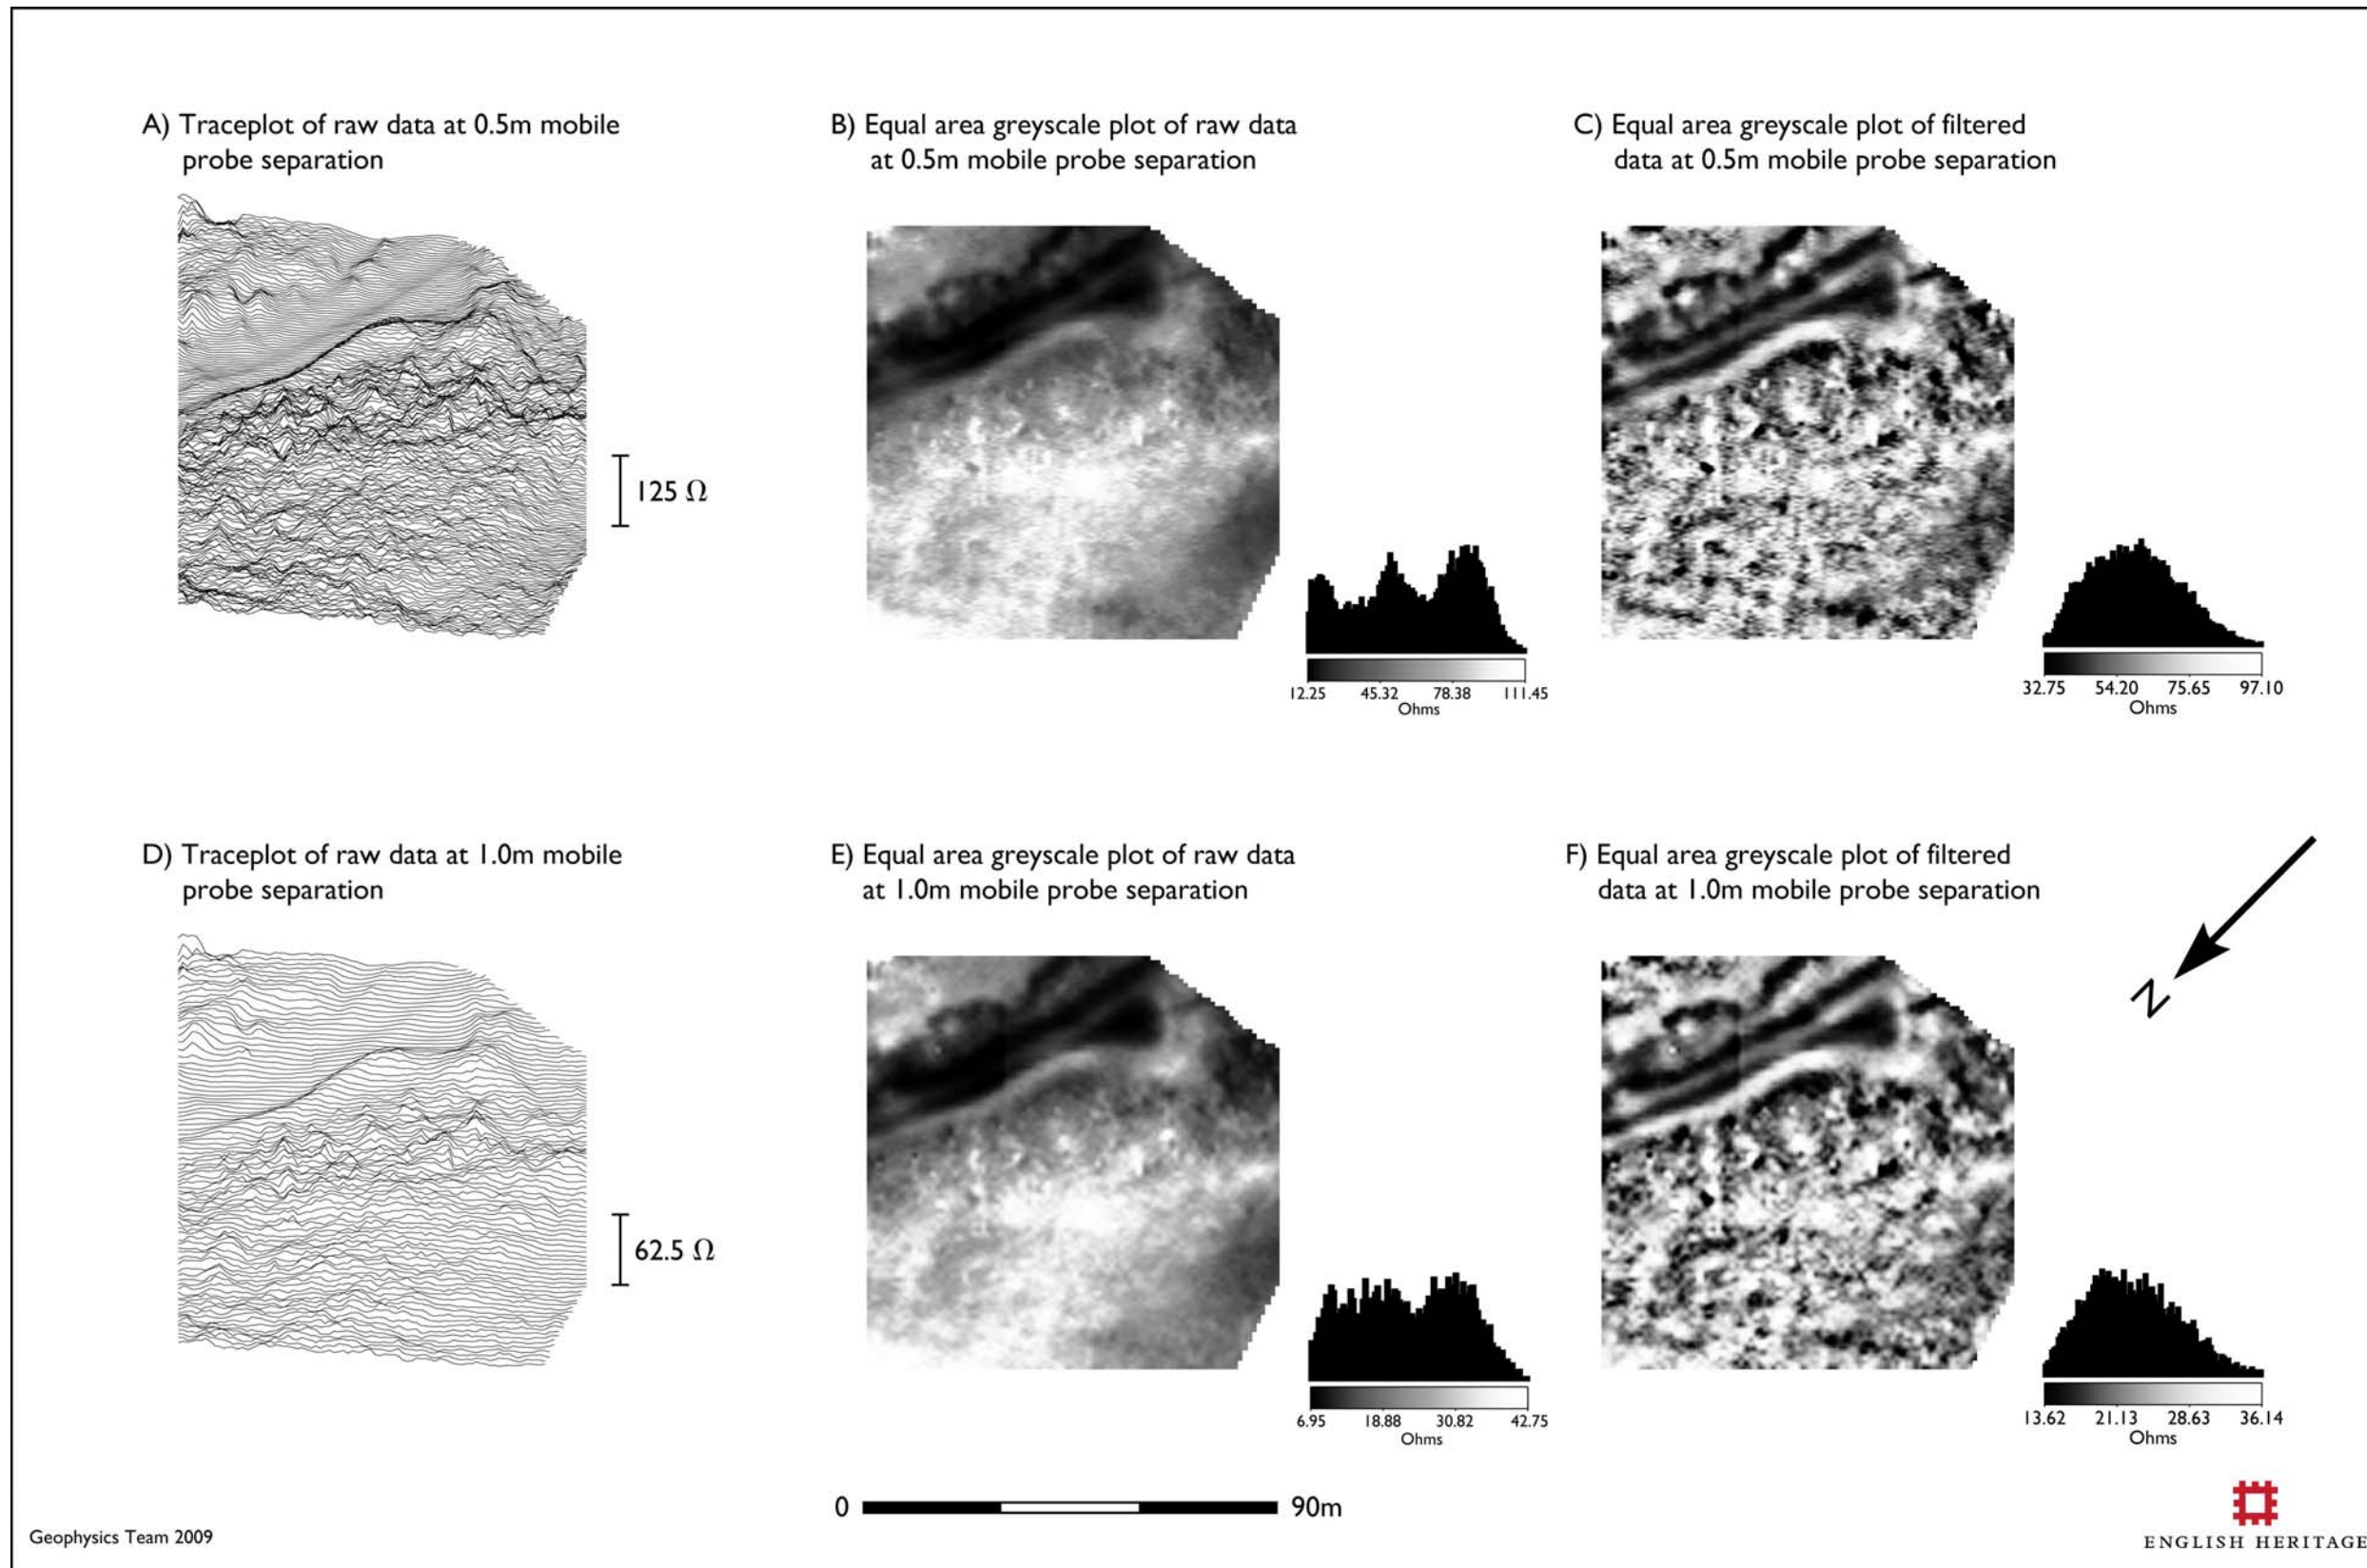 A) Traceplot of raw data at 0.5m mobile
probe separation
B) Equal area greyscale plot of raw data
at 0.5m mobile probe separation
C) Equal area greyscale plot of filtered
data at 0.5m mobile probe separation
125 Ω
12.25 45.32 78.38 111.45
Ohms
32.75 54.20 75.65 97.10
Ohms
D) Traceplot of raw data at 1.0m mobile
probe separation
E) Equal area greyscale plot of raw data
at 1.0m mobile probe separation
F) Equal area greyscale plot of filtered
data at 1.0m mobile probe separation
N
62.5 Ω
6.95 18.88 30.82 42.75
Ohms
13.62 21.13 28.63 36.14
Ohms
0 90m
Geophysics Team 2009
ENGLISH HERITAGE